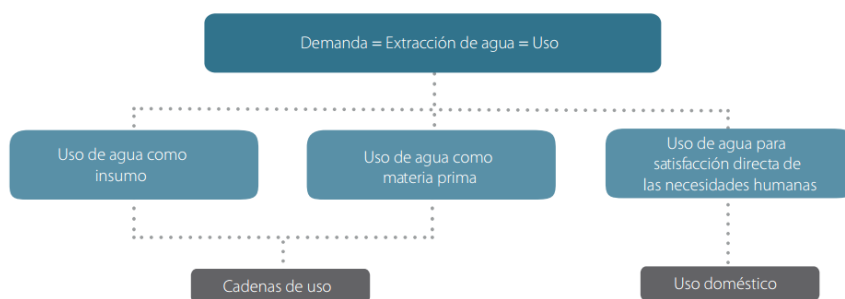 Demanda = Extracción de agua = Uso
Uso de agua como
insumo
Uso de agua como
materia prima
Uso de agua para
satisfacción directa de
las necesidades humanas
Cadenas de uso
Uso doméstico